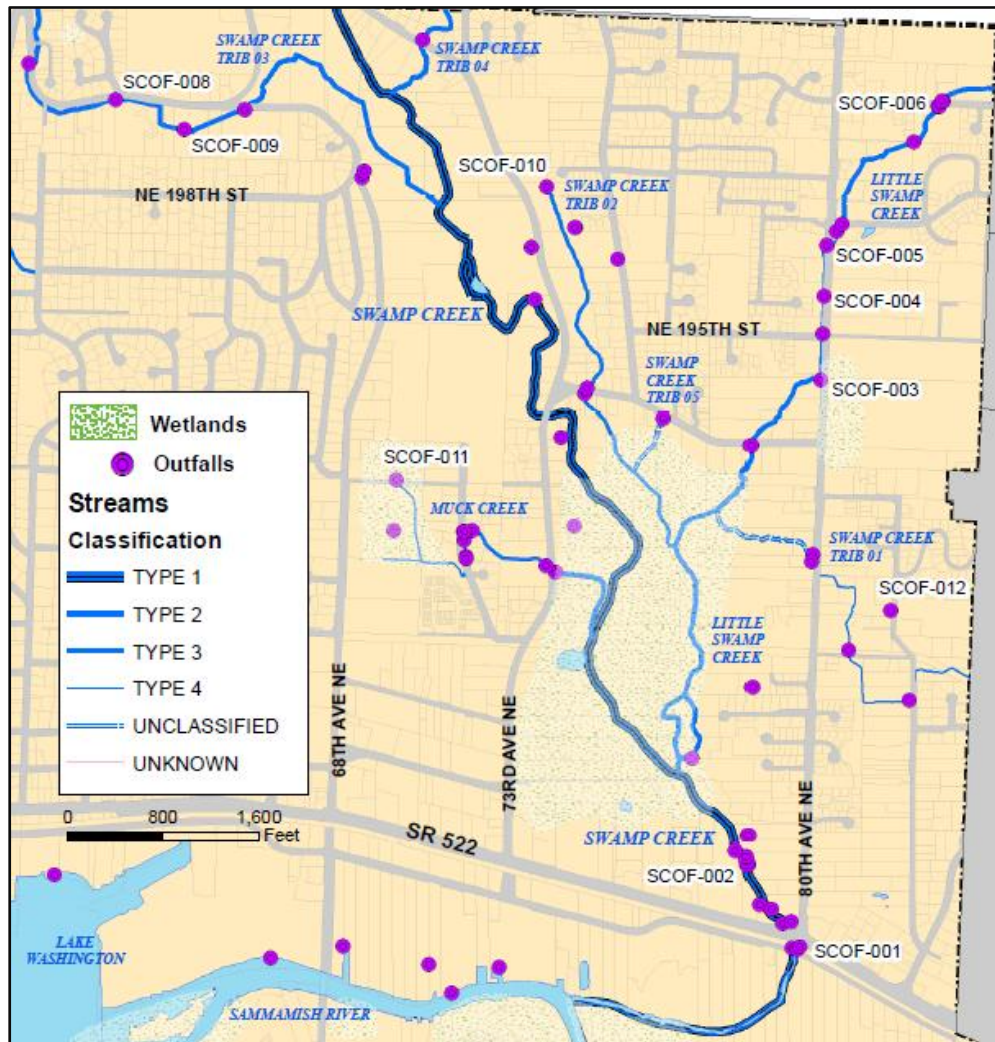 SWAMP CREEK
TRIB 03
SWAMP CREEK
TRIB 04
SCOF-008
SCOF-006
SCOF-009
SCOF-010
NE 198TH ST
SWAMP CREEK
TRIB 02
LITTLE
SWAMP
CREEK
SCOF-005
SCOF-004
SWAMP CREEK
NE 195TH ST
SWAMP
CREEK
TRIB 05
SCOF-003
Wetlands
Outfalls
Streams
Classification
TYPE 1
TYPE 2
TYPE 3
TYPE 4
UNCLASSIFIED
UNKNOWN
SCOF-011
MUCK CREEK
SWAMP CREEK
TRIB 01
SCOF-012
LITTLE
SWAMP
CREEK
68TH AVE NE
73RD AVE NE
80TH AVE NE
0 800 1,600
Feet
SR 522
SWAMP CREEK
SCOF-002
SCOF-001
LAKE
WASHINGTON
SAMMAMISH RIVER